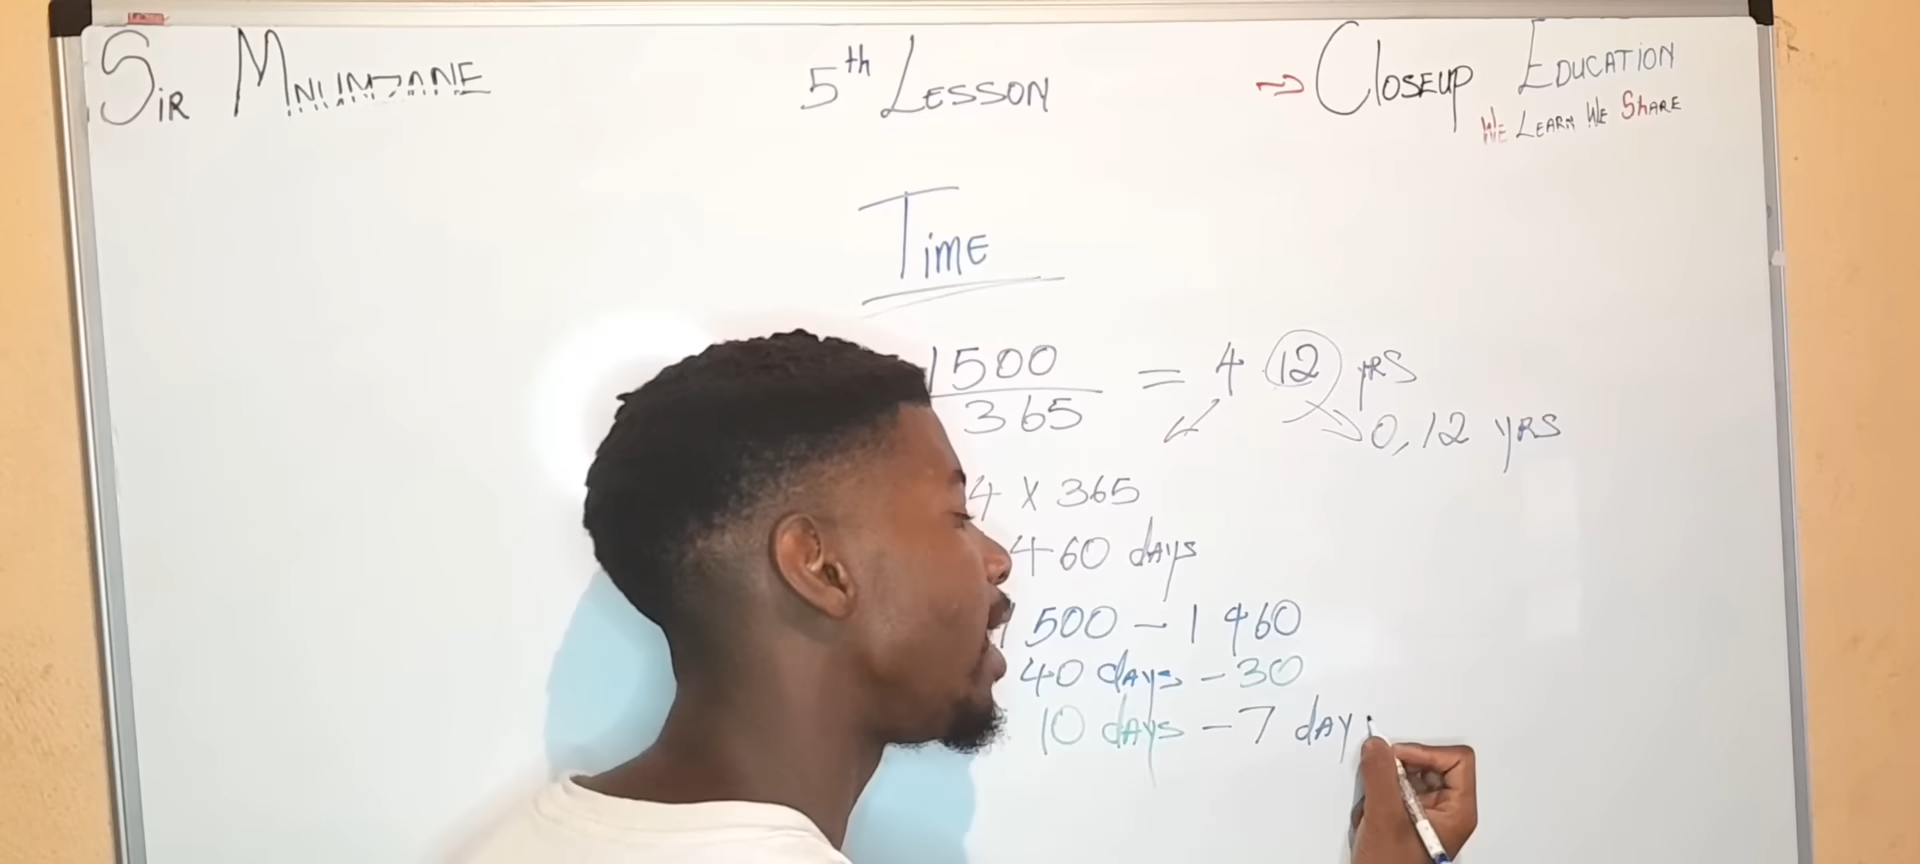 Sir MNUMZANE
5th LESSON
→ CLOSEUP EDUCATION
WE LEARN WE SHARE
TIME
1500 = 4 12 yRS
365
0,12 yRS
4 X 365
460 dAys
500 - 1 460
40 dAys - 30
10 dAys - 7 dAy